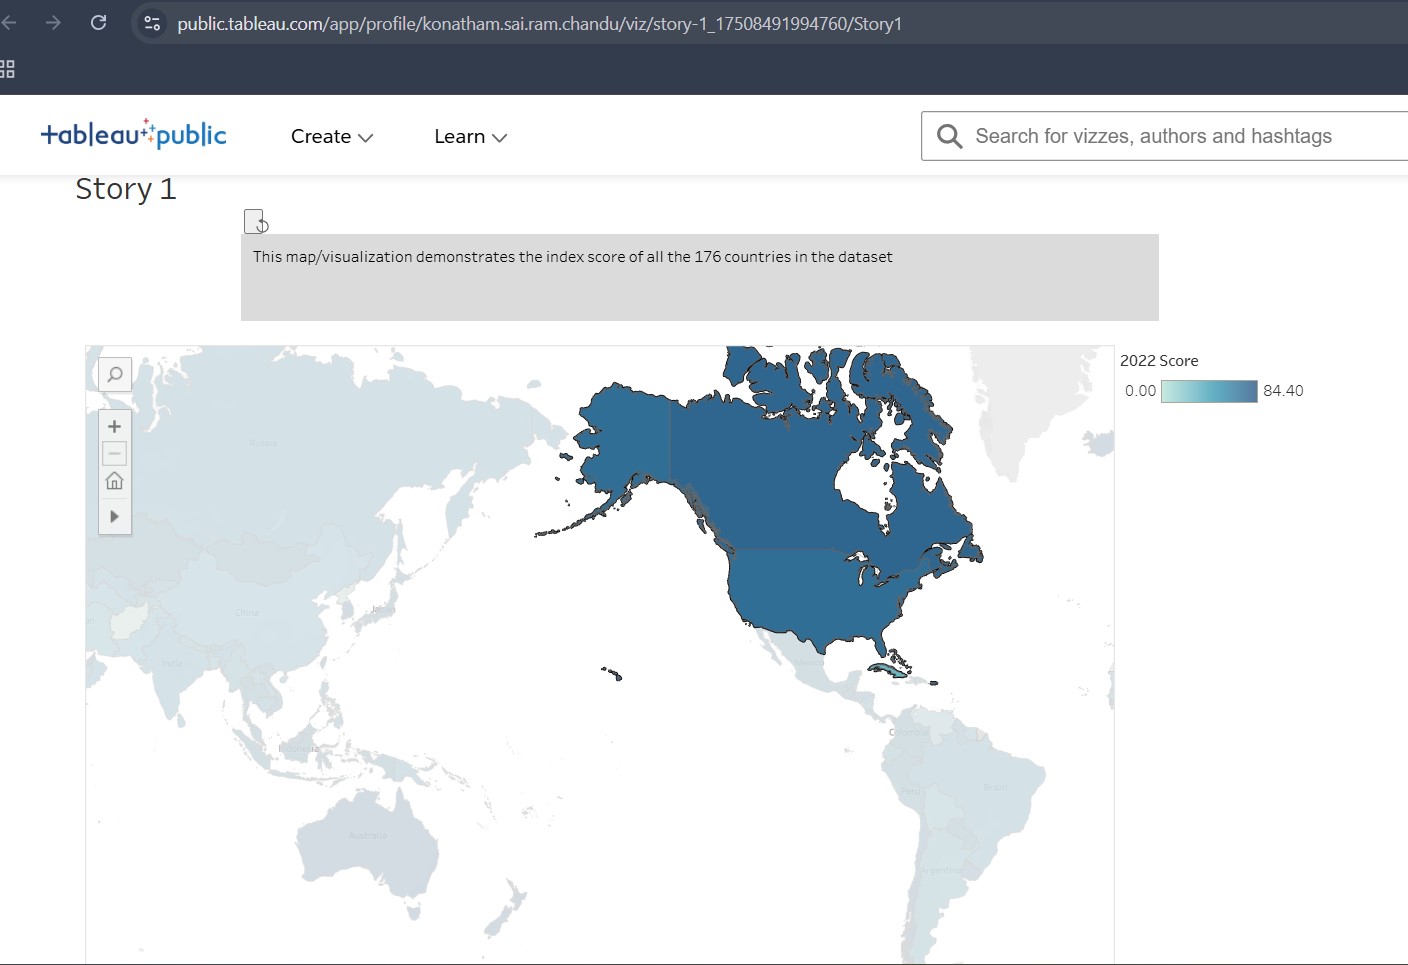 public.tableau.com/app/profile/konatham.sai.ram.chandu/viz/story-1_17508491994760/Story1
tableau public
Create
Learn
Search for vizzes, authors and hashtags
Story 1
This map/visualization demonstrates the index score of all the 176 countries in the dataset
2022 Score
0.00
84.40
Russia
China
Japan
India
Mexico
Indonesia
Colombia
Peru
Brazil
Australia
Argentina